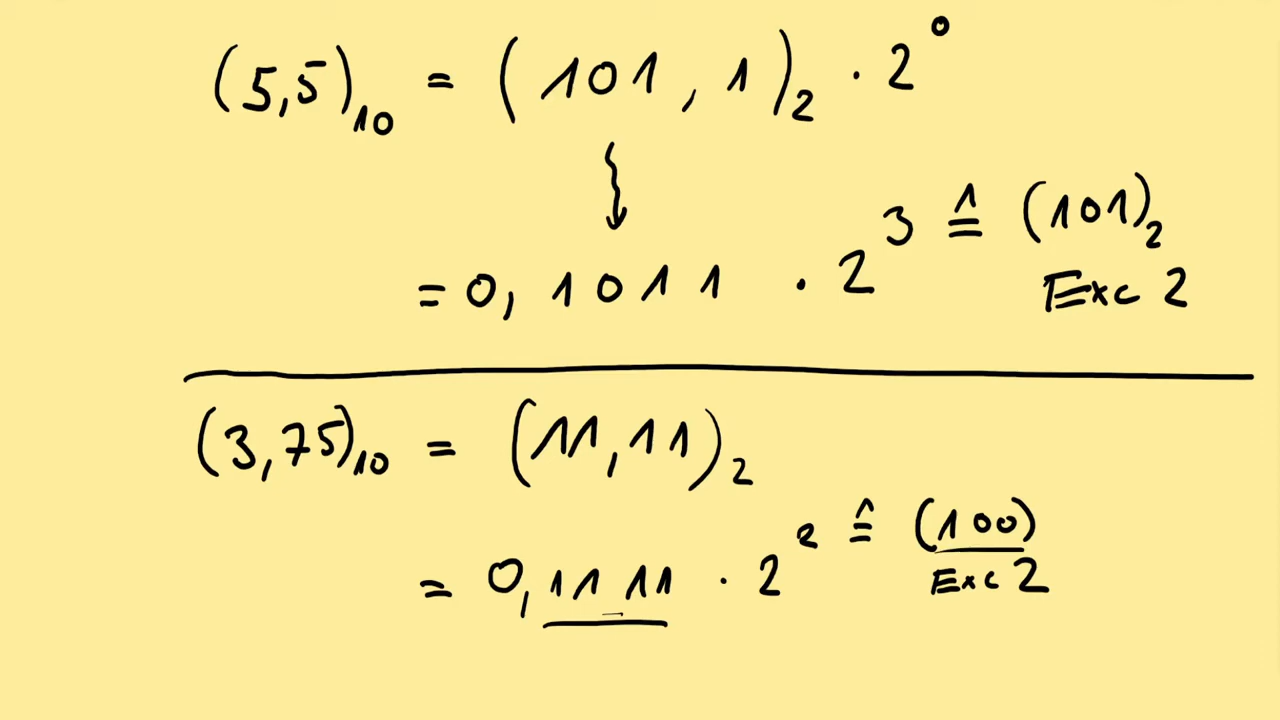 (5,5)₁₀ = (101,1)₂ · 2⁰
= 0,1011 · 2³ ≙ (101)₂
Exc 2
(3,75)₁₀ = (11,11)₂
= 0,1111 · 2² ≙ (100)
Exc 2